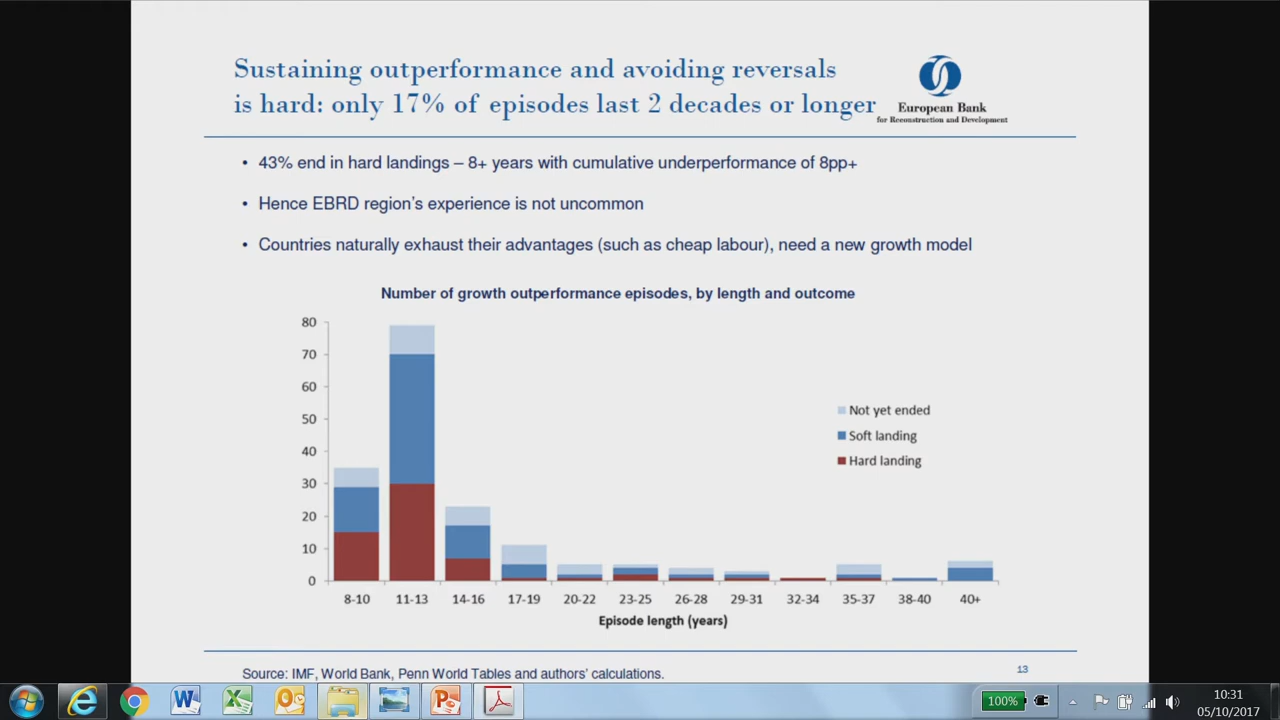 Sustaining outperformance and avoiding reversals
is hard: only 17% of episodes last 2 decades or longer
European Bank
for Reconstruction and Development
• 43% end in hard landings – 8+ years with cumulative underperformance of 8pp+
• Hence EBRD region's experience is not uncommon
• Countries naturally exhaust their advantages (such as cheap labour), need a new growth model
Number of growth outperformance episodes, by length and outcome
80
70
60
50
40
30
20
10
0
Not yet ended
Soft landing
Hard landing
8-10 11-13 14-16 17-19 20-22 23-25 26-28 29-31 32-34 35-37 38-40 40+
Episode length (years)
Source: IMF, World Bank, Penn World Tables and authors' calculations.
13
100%
10:31
05/10/2017